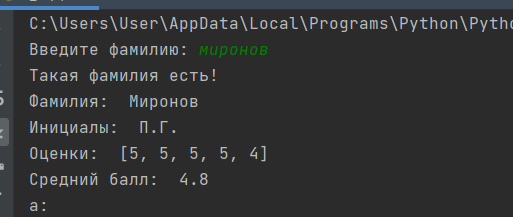 C:\Users\User\AppData\Local\Programs\Python\Pytho
Введите фамилию: миронов
Такая фамилия есть!
Фамилия:  Миронов
Инициалы:  П.Г.
Оценки:  [5, 5, 5, 5, 4]
Средний балл:  4.8
а: